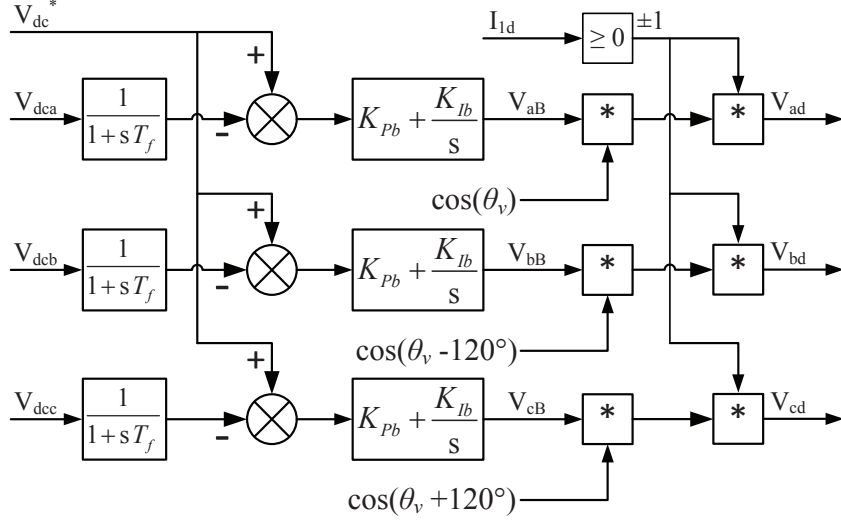 V_dc^*
I_1d
≥ 0
±1
+
V_dca
1
1+sT_f
-
K_Pb + K_Ib
s
V_aB
*
*
V_ad
cos(θ_v)
+
V_dcb
1
1+sT_f
-
K_Pb + K_Ib
s
V_bB
*
*
V_bd
cos(θ_v -120°)
+
V_dcc
1
1+sT_f
-
K_Pb + K_Ib
s
V_cB
*
*
V_cd
cos(θ_v +120°)